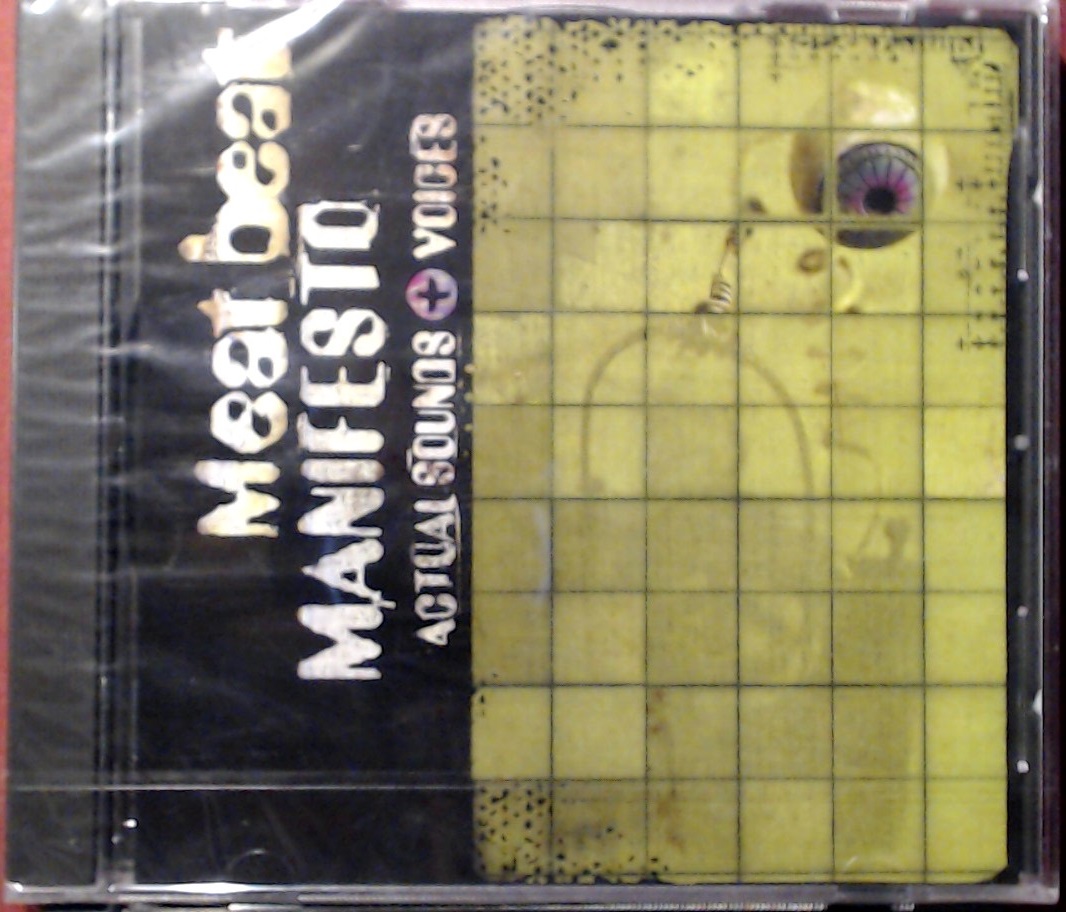 Meat beat
MANIFESTO
ACTUAL SOUNDS + VOICES